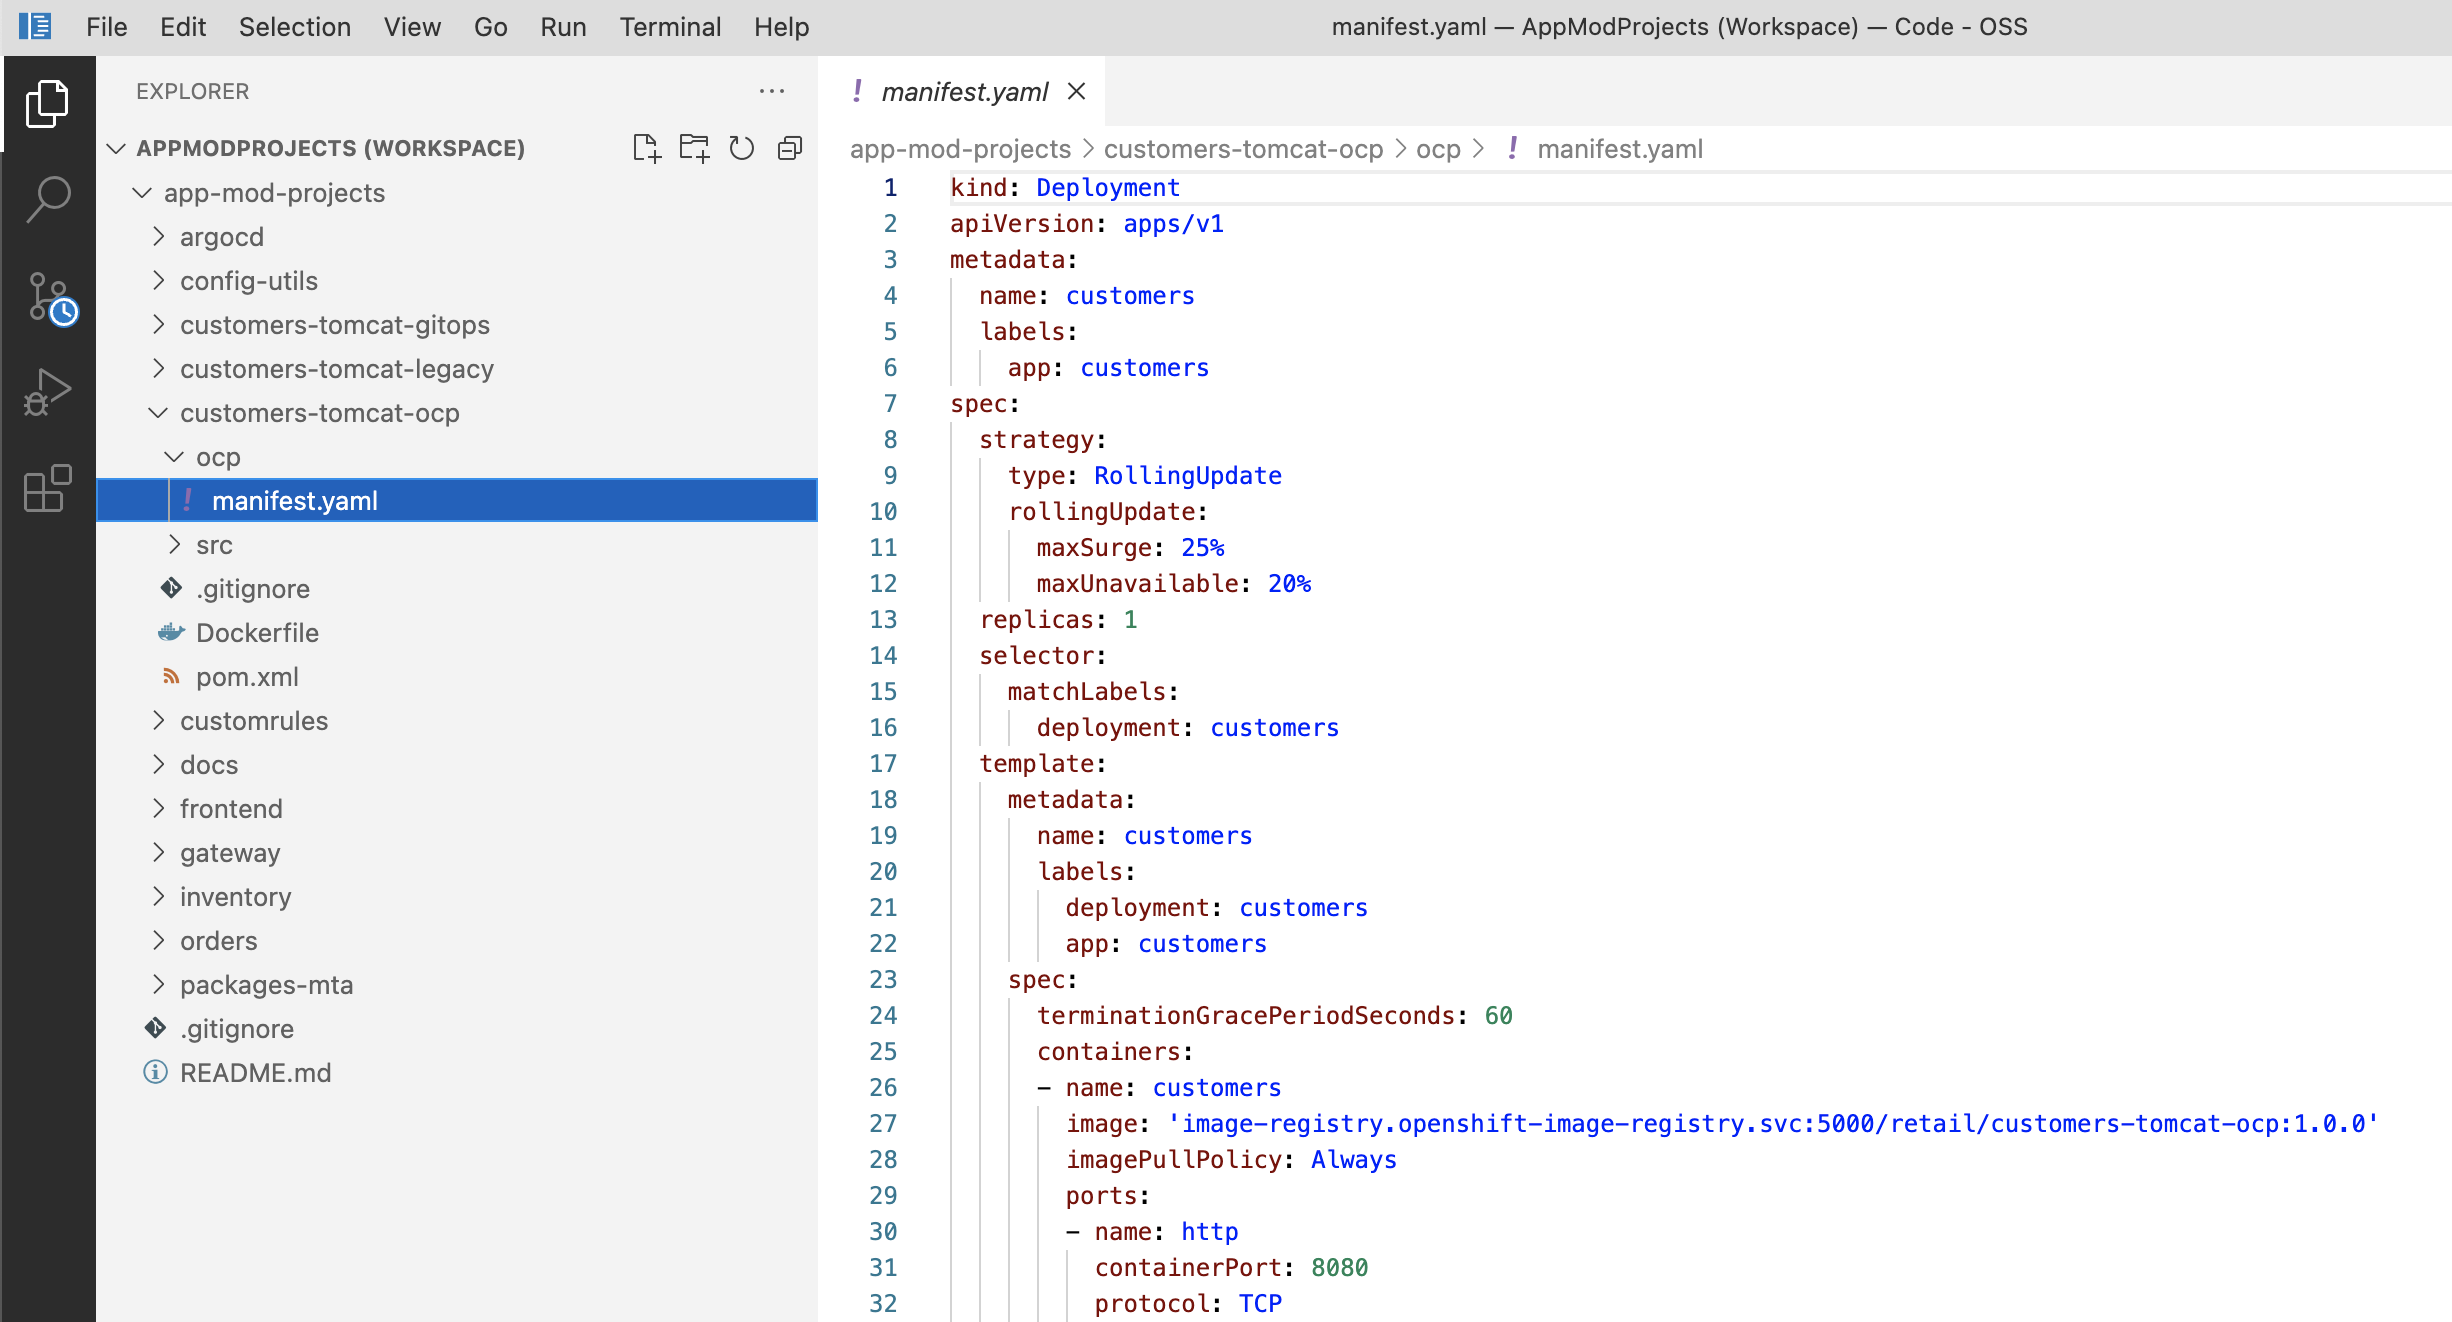 File Edit Selection View Go Run Terminal Help manifest.yaml — AppModProjects (Workspace) — Code - OSS
EXPLORER
APPMODPROJECTS (WORKSPACE)
app-mod-projects
argocd
config-utils
customers-tomcat-gitops
customers-tomcat-legacy
customers-tomcat-ocp
ocp
! manifest.yaml
src
.gitignore
Dockerfile
pom.xml
customrules
docs
frontend
gateway
inventory
orders
packages-mta
.gitignore
README.md
! manifest.yaml
app-mod-projects > customers-tomcat-ocp > ocp > ! manifest.yaml
1 kind: Deployment
2 apiVersion: apps/v1
3 metadata:
4 name: customers
5 labels:
6 app: customers
7 spec:
8 strategy:
9 type: RollingUpdate
10 rollingUpdate:
11 maxSurge: 25%
12 maxUnavailable: 20%
13 replicas: 1
14 selector:
15 matchLabels:
16 deployment: customers
17 template:
18 metadata:
19 name: customers
20 labels:
21 deployment: customers
22 app: customers
23 spec:
24 terminationGracePeriodSeconds: 60
25 containers:
26 - name: customers
27 image: 'image-registry.openshift-image-registry.svc:5000/retail/customers-tomcat-ocp:1.0.0'
28 imagePullPolicy: Always
29 ports:
30 - name: http
31 containerPort: 8080
32 protocol: TCP